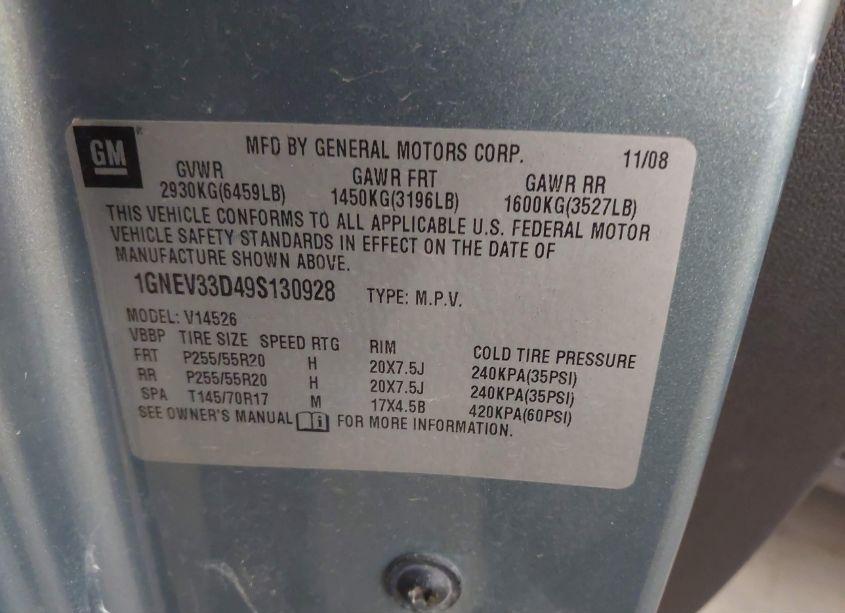 GM
MFD BY GENERAL MOTORS CORP. 11/08
GVWR GAWR FRT GAWR RR
2930KG(6459LB) 1450KG(3196LB) 1600KG(3527LB)
THIS VEHICLE CONFORMS TO ALL APPLICABLE U.S. FEDERAL MOTOR
VEHICLE SAFETY STANDARDS IN EFFECT ON THE DATE OF
MANUFACTURE SHOWN ABOVE.
1GNEV33D49S130928 TYPE: M.P.V.
MODEL: V14526
VBBP TIRE SIZE SPEED RTG RIM COLD TIRE PRESSURE
FRT P255/55R20 H 20X7.5J 240KPA(35PSI)
RR P255/55R20 H 20X7.5J 240KPA(35PSI)
SPA T145/70R17 M 17X4.5B 420KPA(60PSI)
SEE OWNER'S MANUAL i FOR MORE INFORMATION.